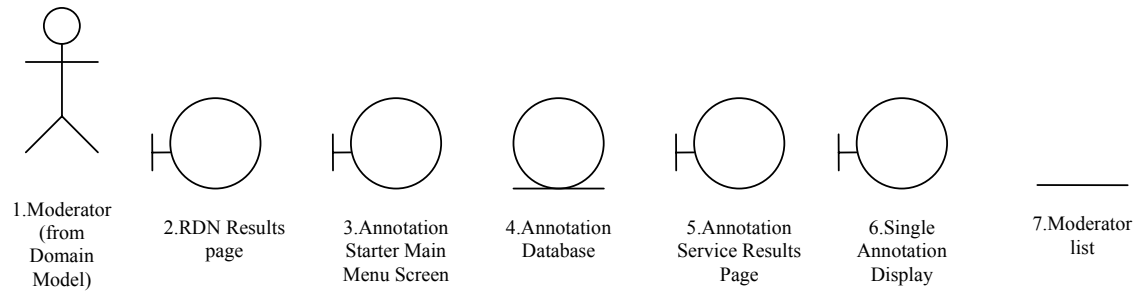 1.Moderator
(from
Domain
Model)
2.RDN Results
page
3.Annotation
Starter Main
Menu Screen
4.Annotation
Database
5.Annotation
Service Results
Page
6.Single
Annotation
Display
7.Moderator
list